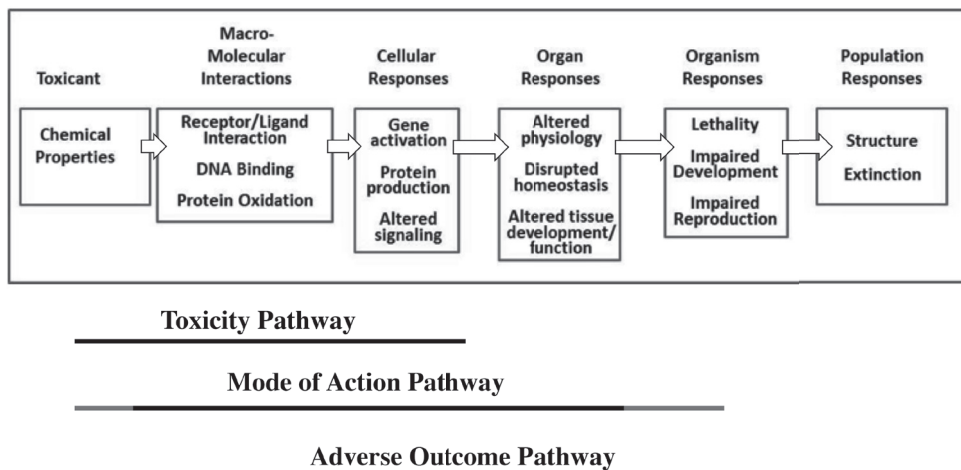 Toxicant
Macro-
Molecular
Interactions
Cellular
Responses
Organ
Responses
Organism
Responses
Population
Responses
Chemical
Properties
Receptor/Ligand
Interaction
DNA Binding
Protein Oxidation
Gene
activation
Protein
production
Altered
signaling
Altered
physiology
Disrupted
homeostasis
Altered tissue
development/
function
Lethality
Impaired
Development
Impaired
Reproduction
Structure
Extinction
Toxicity Pathway
Mode of Action Pathway
Adverse Outcome Pathway